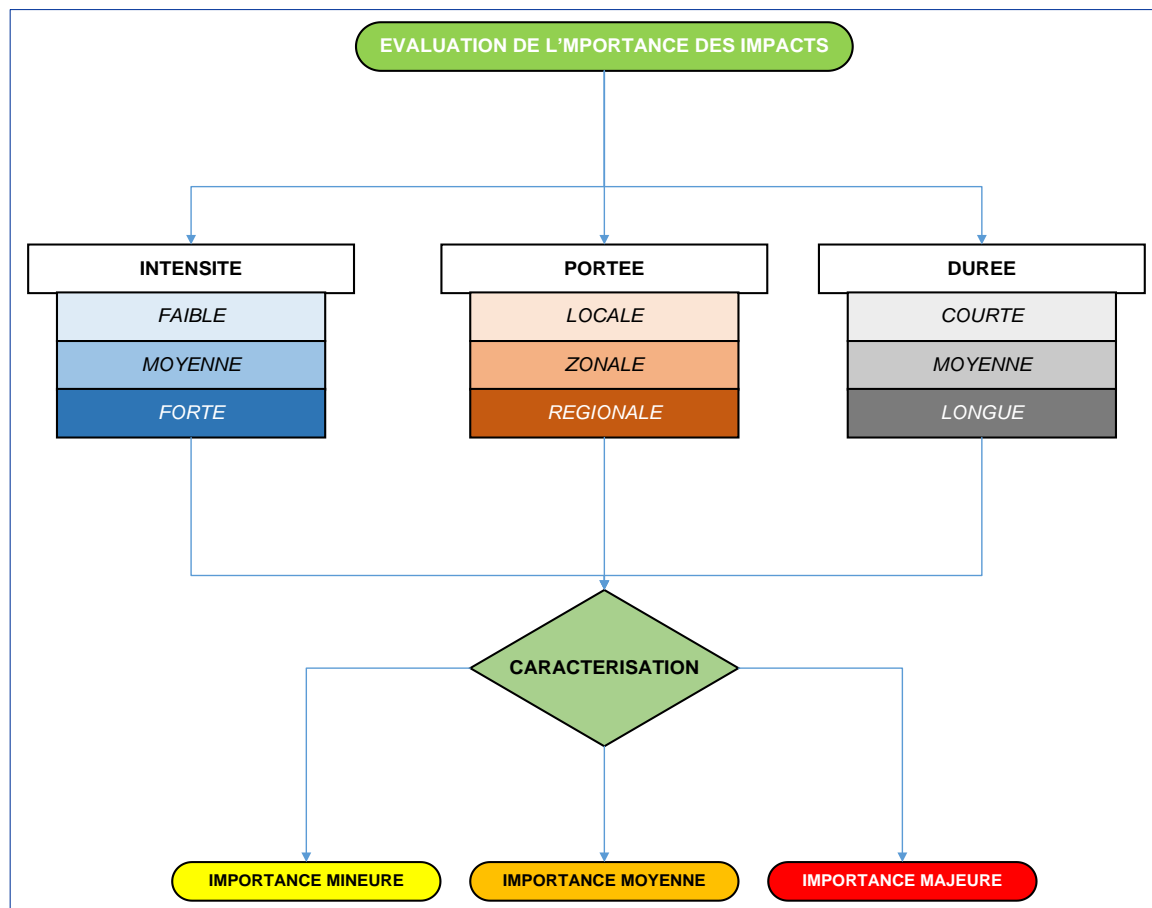 EVALUATION DE L’MPORTANCE DES IMPACTS
INTENSITE
FAIBLE
MOYENNE
FORTE
PORTEE
LOCALE
ZONALE
REGIONALE
DUREE
COURTE
MOYENNE
LONGUE
CARACTERISATION
IMPORTANCE MINEURE
IMPORTANCE MOYENNE
IMPORTANCE MAJEURE